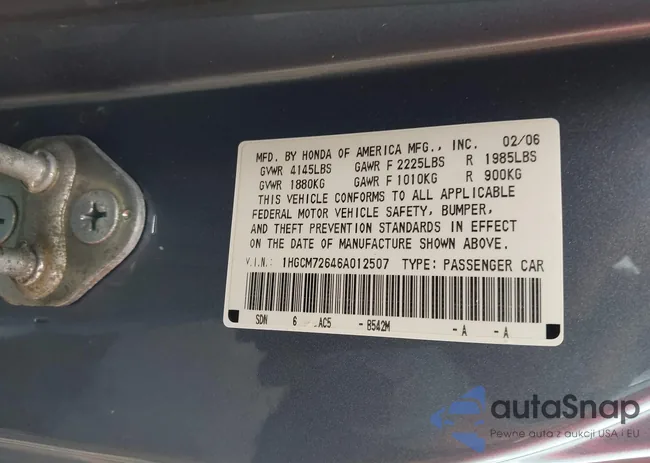 MFD. BY HONDA OF AMERICA MFG., INC. 02/06
GVWR 4145LBS GAWR F 2225LBS R 1985LBS
GVWR 1880KG GAWR F 1010KG R 900KG
THIS VEHICLE CONFORMS TO ALL APPLICABLE
FEDERAL MOTOR VEHICLE SAFETY, BUMPER,
AND THEFT PREVENTION STANDARDS IN EFFECT
ON THE DATE OF MANUFACTURE SHOWN ABOVE.
V.I.N.: 1HGCM72646A012507 TYPE: PASSENGER CAR
SDN 6 AC5 -B542M -A -A
autaSnap
Pewne auta z aukcji USA i EU